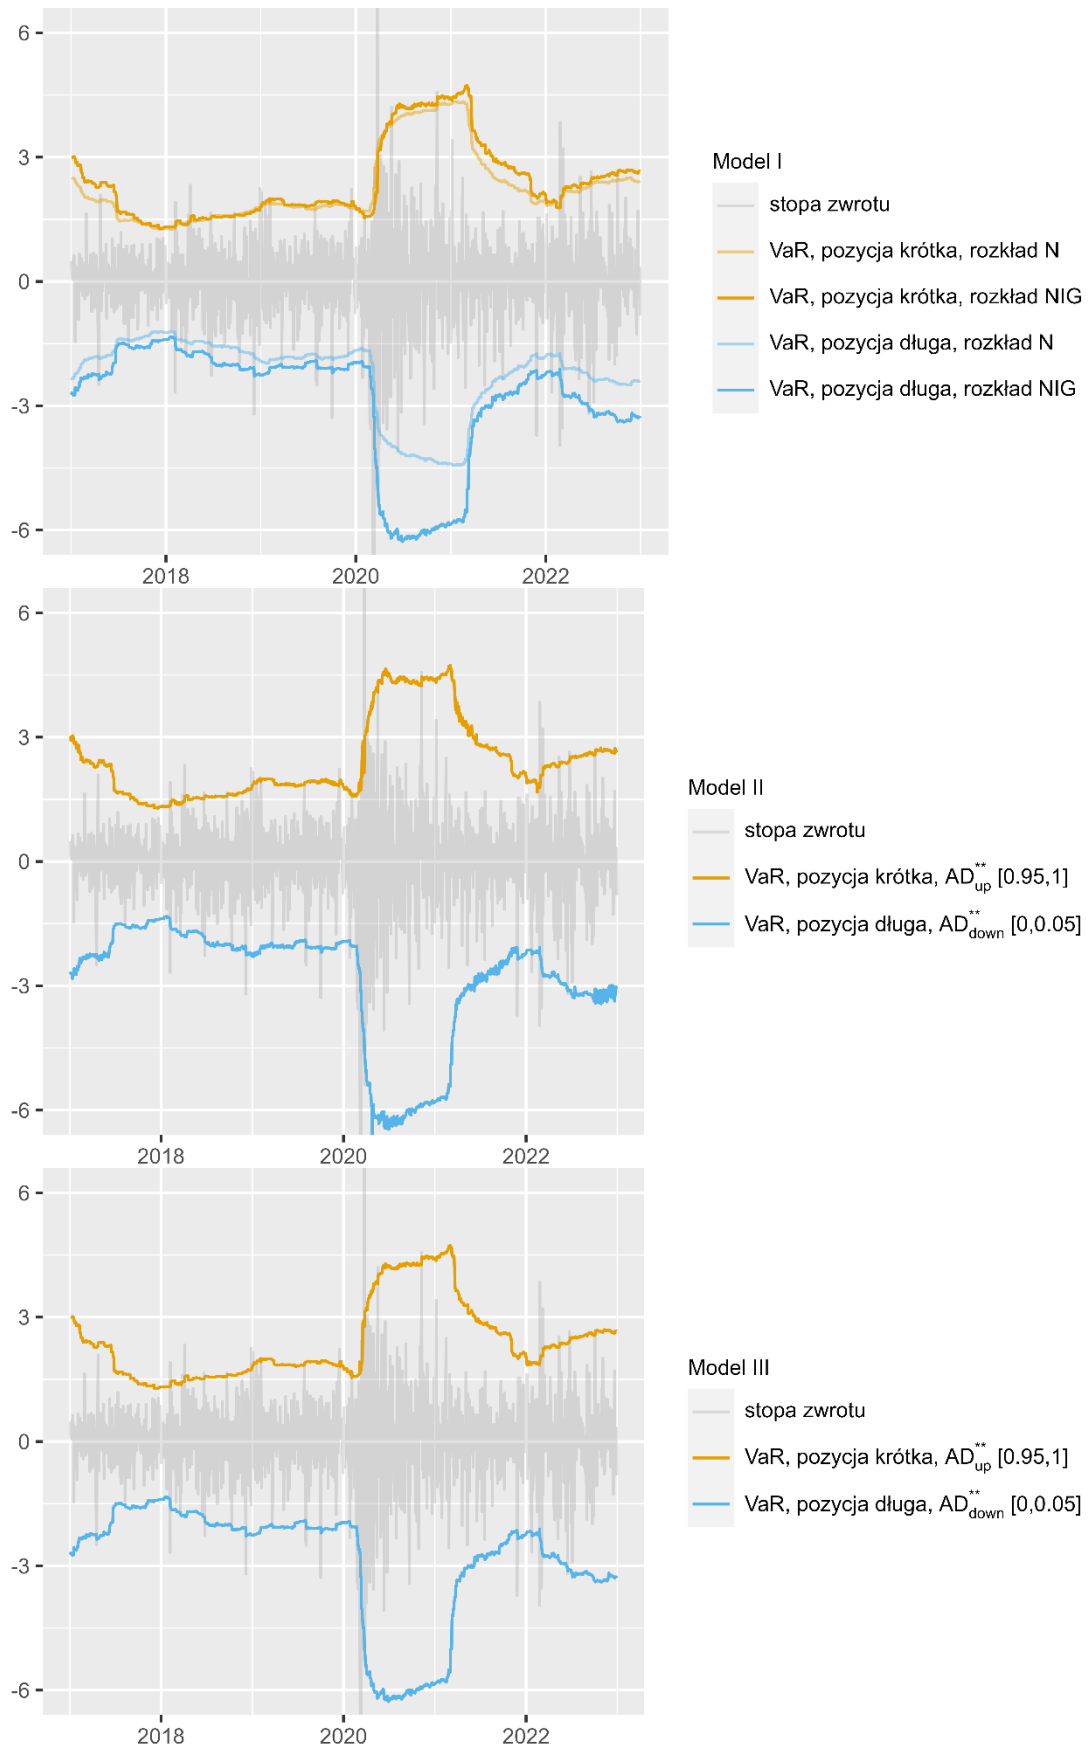 6
3
0
-3
-6
2018 2020 2022
Model I
stopa zwrotu
VaR, pozycja krótka, rozkład N
VaR, pozycja krótka, rozkład NIG
VaR, pozycja długa, rozkład N
VaR, pozycja długa, rozkład NIG
6
3
0
-3
-6
2018 2020 2022
Model II
stopa zwrotu
VaR, pozycja krótka, AD**up [0.95,1]
VaR, pozycja długa, AD**down [0,0.05]
6
3
0
-3
-6
2018 2020 2022
Model III
stopa zwrotu
VaR, pozycja krótka, AD**up [0.95,1]
VaR, pozycja długa, AD**down [0,0.05]